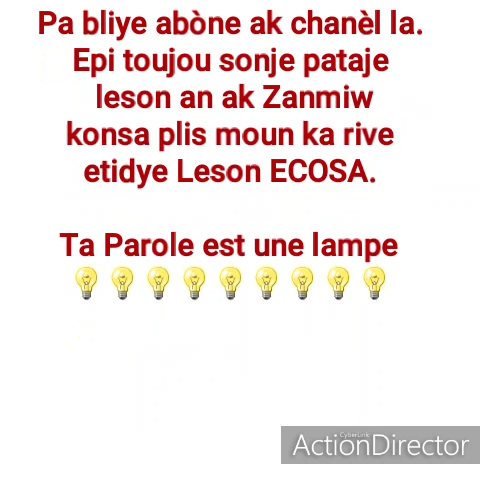 Pa bliye abòne ak chanèl la.
Epi toujou sonje pataje
leson an ak Zanmiw
konsa plis moun ka rive
etidye Leson ECOSA.
Ta Parole est une lampe
CyberLink
ActionDirector